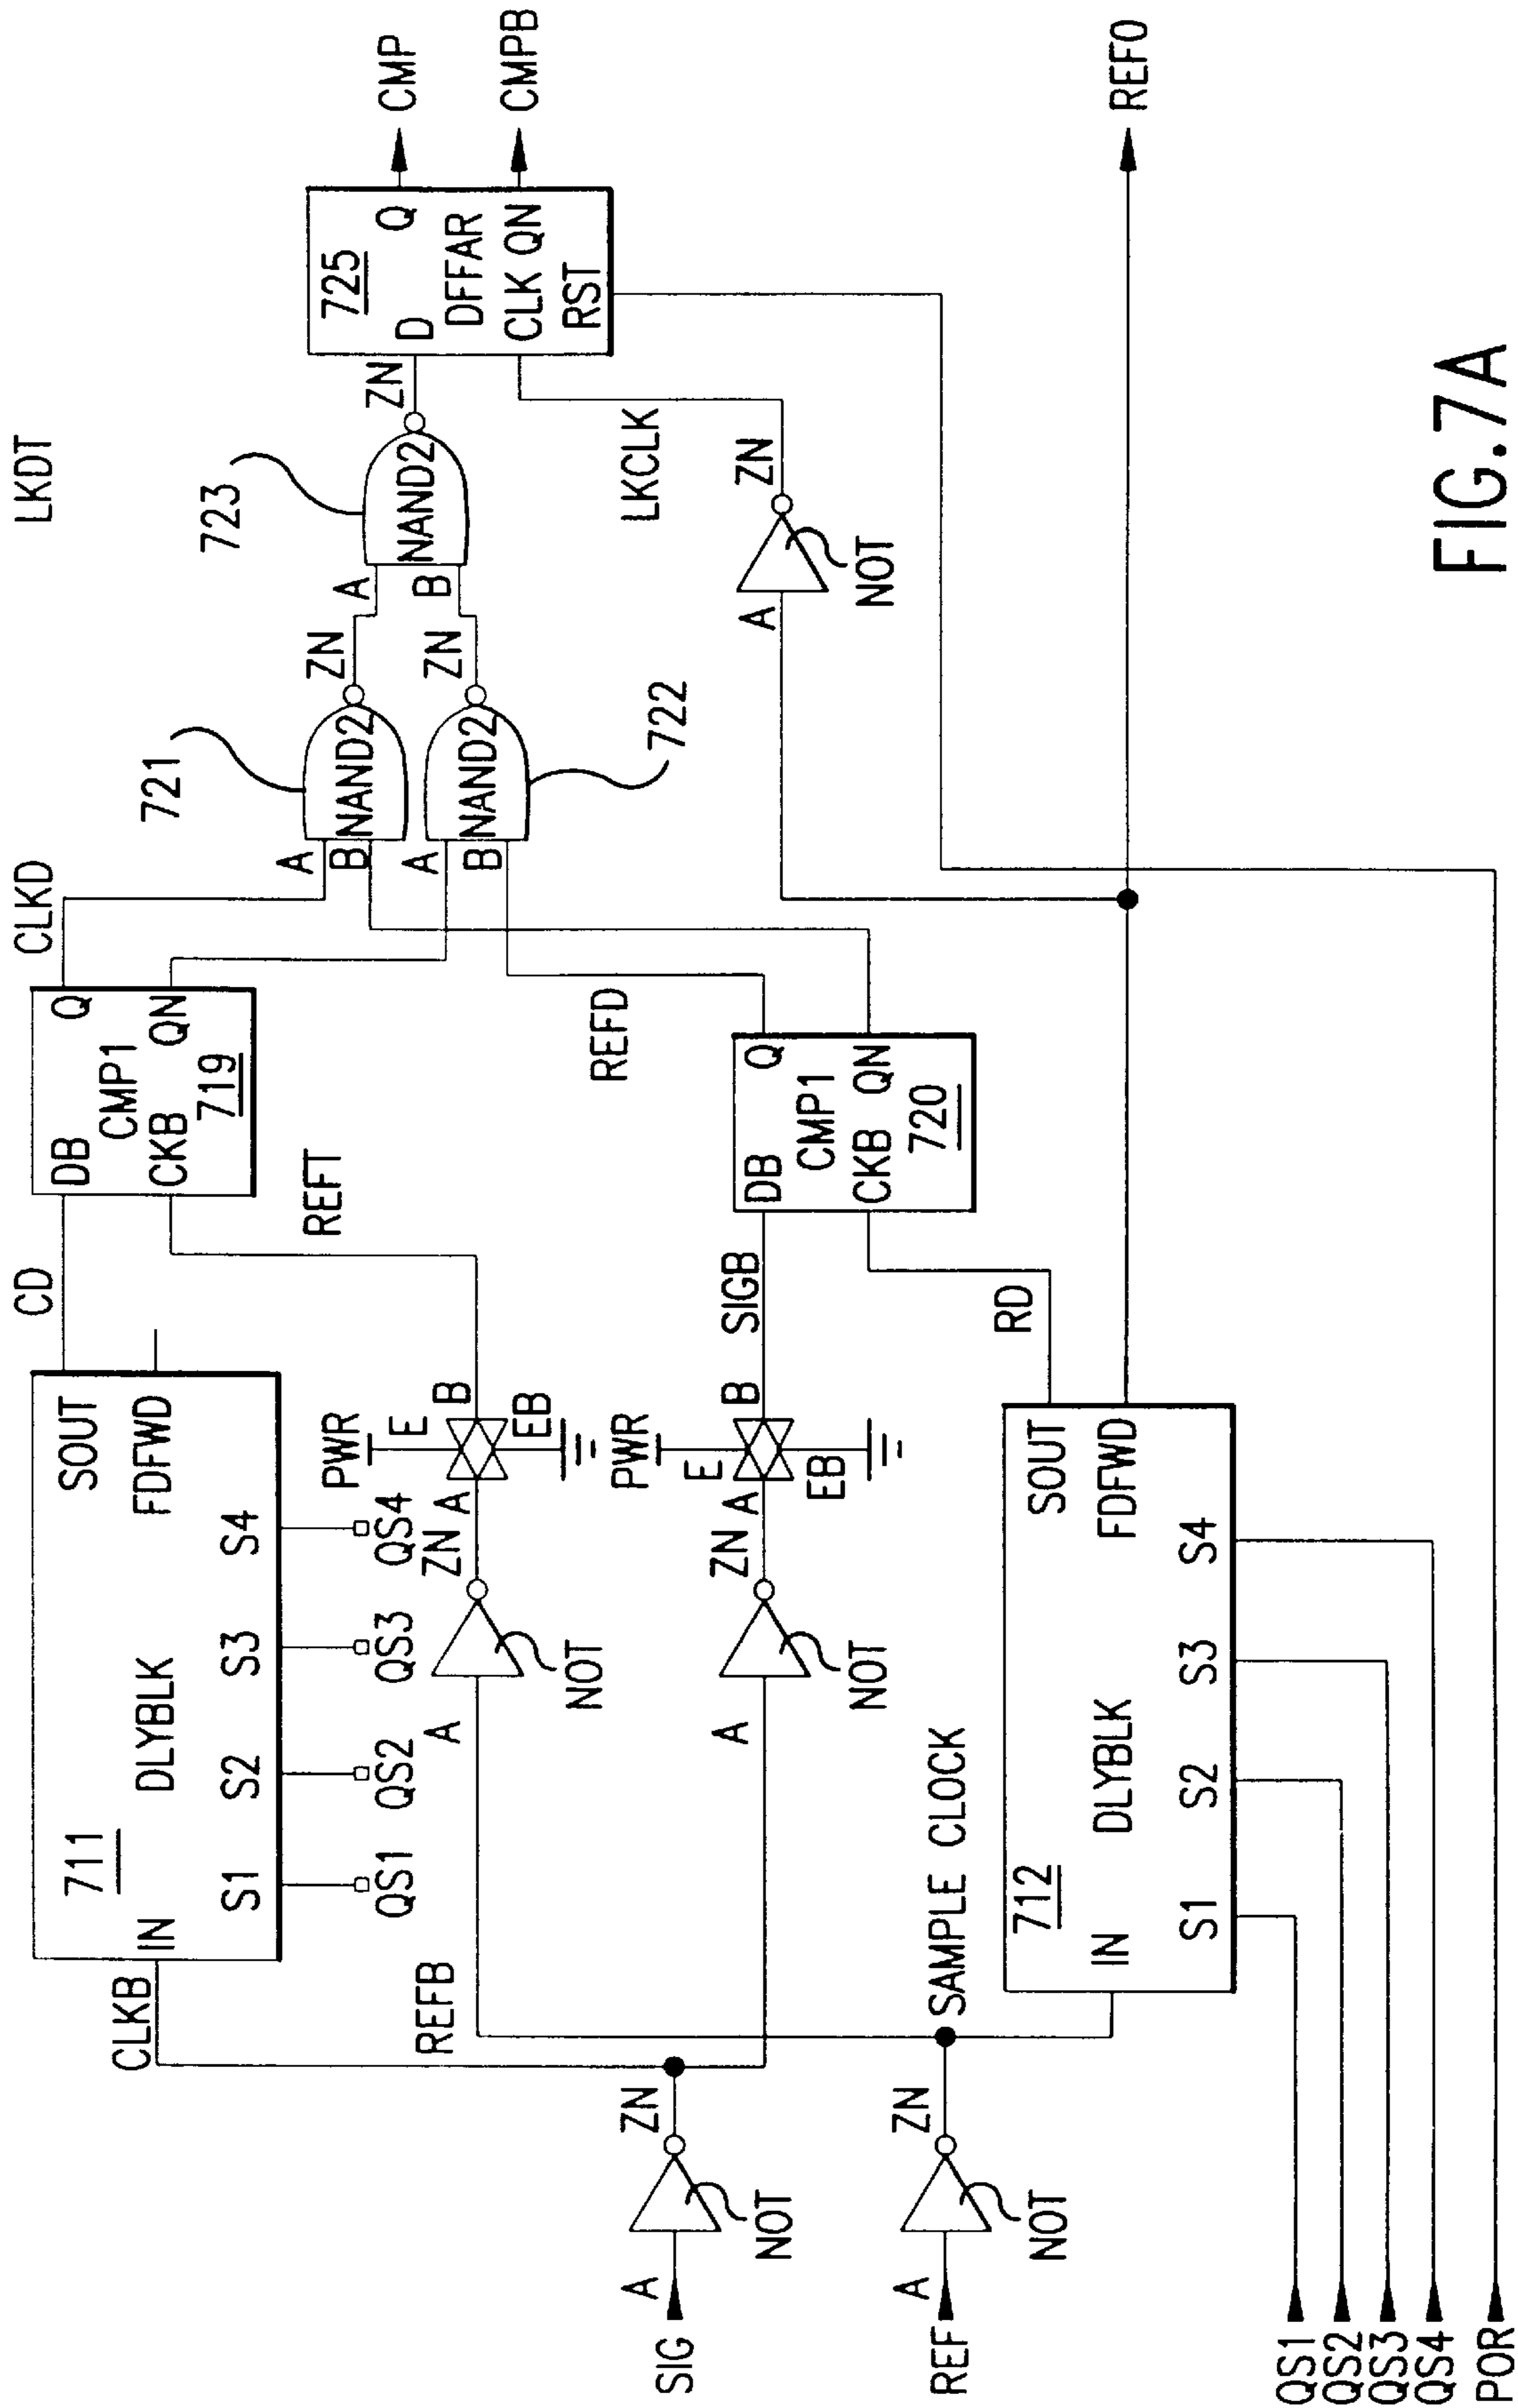 LKDT
CLKD
CD
CLKB
711
IN
DLYBLK
SOUT
FDFWD
S1
S2
S3
S4
QS1
QS2
QS3
QS4
DB
CMP1
CKB
719
Q
QN
REFT
721
A
B
NAND2
ZN
722
A
B
NAND2
ZN
723
A
B
NAND2
ZN
725
D
Q
DFFAR
CLK QN
RST
CMP
CMPB
REFB
A
NOT
ZN
A
PWR
E
B
EB
A
NOT
ZN
A
PWR
E
B
EB
SIGB
DB
CMP1
CKB
720
Q
QN
REFD
LKCLK
A
NOT
ZN
SIG
A
NOT
ZN
REF
A
NOT
ZN
SAMPLE CLOCK
712
IN
DLYBLK
SOUT
FDFWD
S1
S2
S3
S4
RD
REFO
QS1
QS2
QS3
QS4
POR
FIG.7A